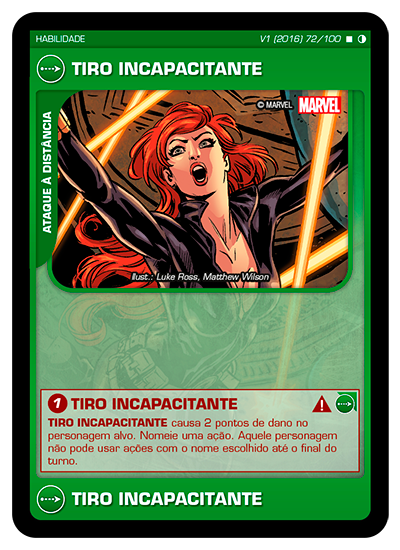 HABILIDADE
V1 (2016) 72/100
TIRO INCAPACITANTE
ATAQUE À DISTÂNCIA
© MARVEL MARVEL
Illust.: Luke Ross, Matthew Wilson
1 TIRO INCAPACITANTE
TIRO INCAPACITANTE causa 2 pontos de dano no
personagem alvo. Nomeie uma ação. Aquele personagem
não pode usar ações com o nome escolhido até o final do
turno.
TIRO INCAPACITANTE